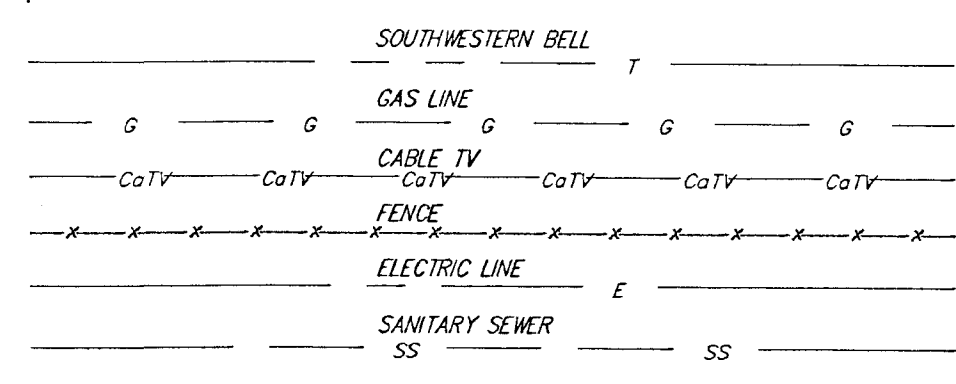 SOUTHWESTERN BELL
T
GAS LINE
G G G G G
CABLE TV
CaTV CaTV CaTV CaTV CaTV CaTV
FENCE
x x x x x x x x x x x x x x x
ELECTRIC LINE
E
SANITARY SEWER
SS SS